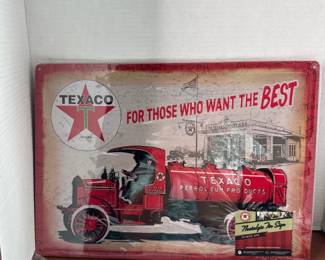 TEXACO
T
FOR THOSE WHO WANT THE BEST
TEXACO
PETROLEUM PRODUCTS
Nostalgic Tin Sign